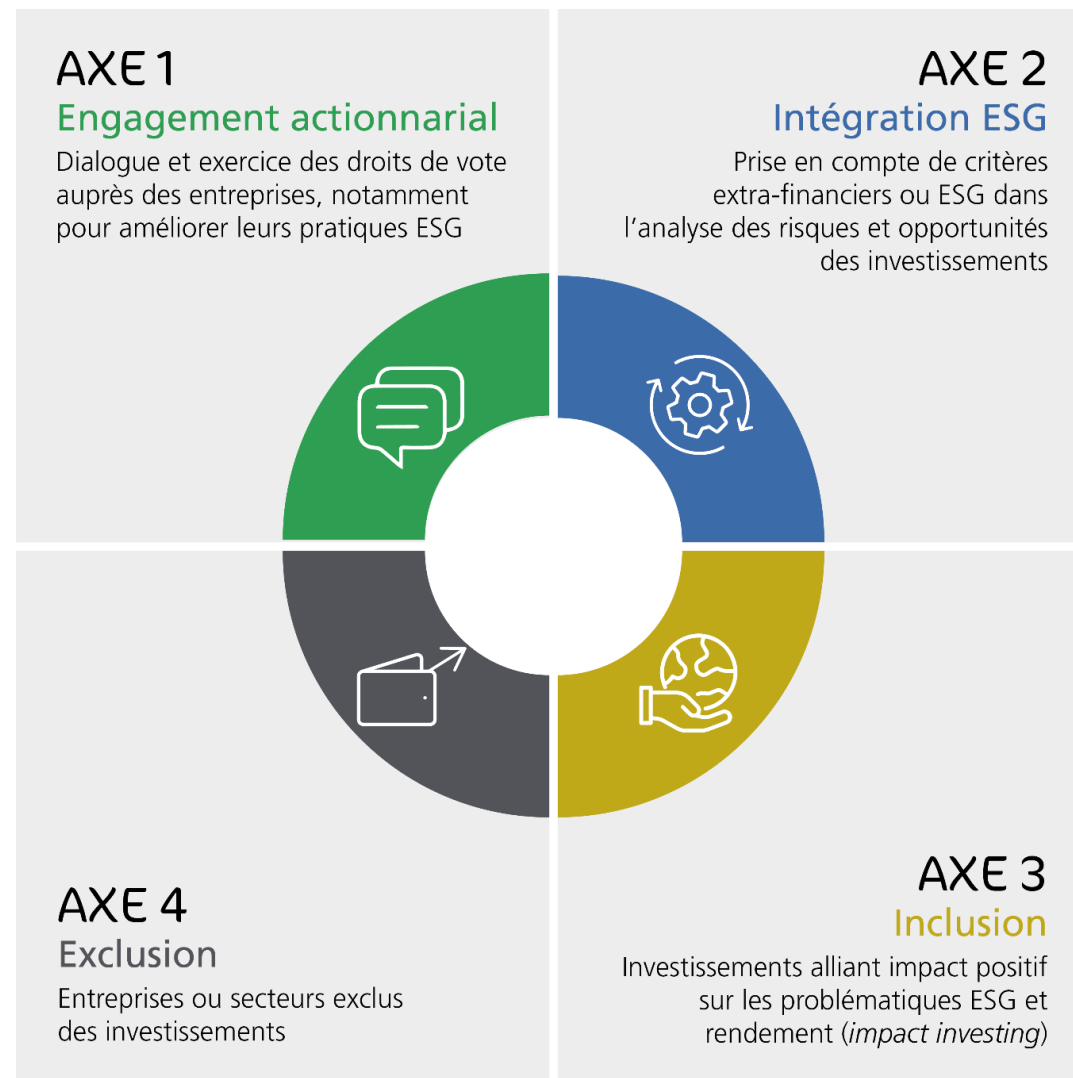 AXE 1
Engagement actionnarial
Dialogue et exercice des droits de vote
auprès des entreprises, notamment
pour améliorer leurs pratiques ESG
AXE 2
Intégration ESG
Prise en compte de critères
extra-financiers ou ESG dans
l’analyse des risques et opportunités
des investissements
AXE 3
Inclusion
Investissements alliant impact positif
sur les problématiques ESG et
rendement (impact investing)
AXE 4
Exclusion
Entreprises ou secteurs exclus
des investissements